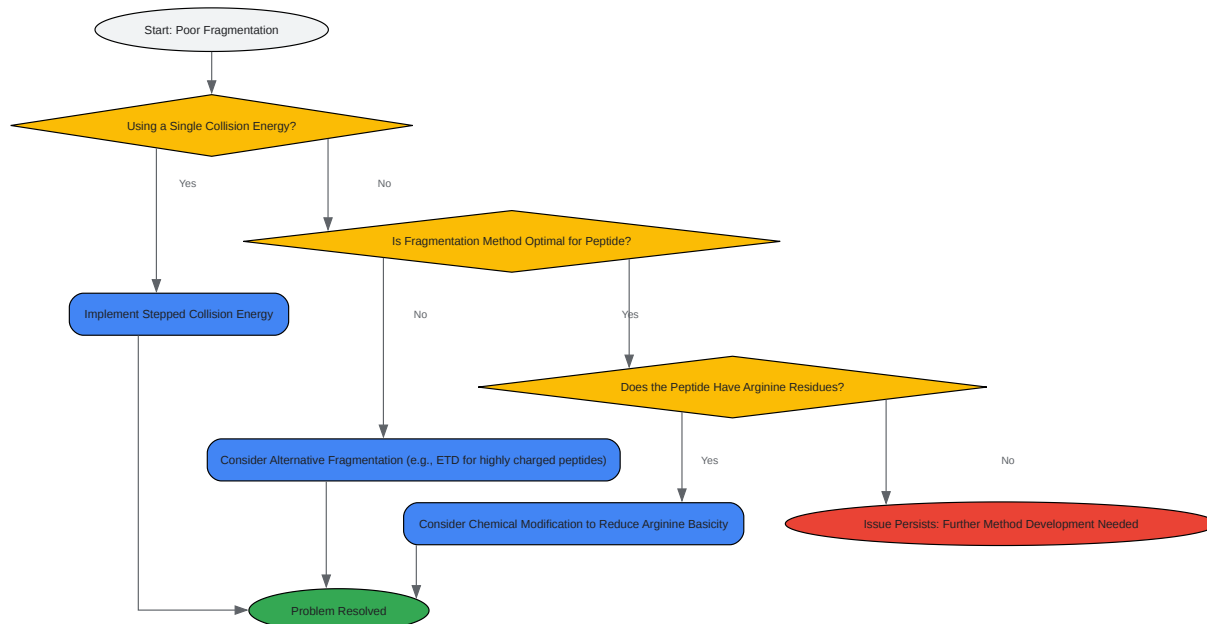 Start: Poor Fragmentation
Using a Single Collision Energy?
Yes
No
Is Fragmentation Method Optimal for Peptide?
Implement Stepped Collision Energy
No
Yes
Does the Peptide Have Arginine Residues?
Consider Alternative Fragmentation (e.g., ETD for highly charged peptides)
Yes
No
Consider Chemical Modification to Reduce Arginine Basicity
Issue Persists: Further Method Development Needed
Problem Resolved